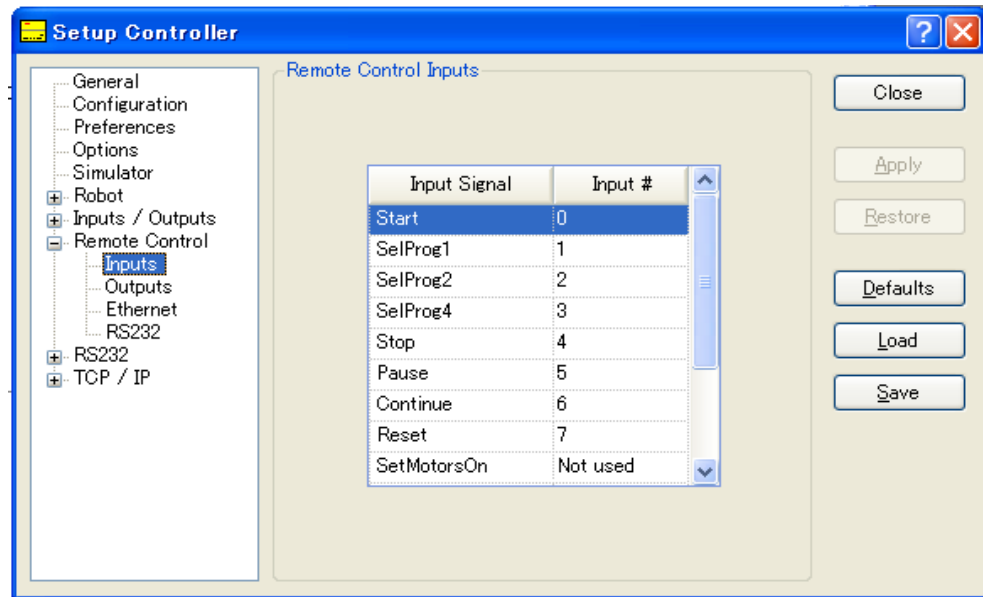 Setup Controller
General
Configuration
Preferences
Options
Simulator
Robot
Inputs / Outputs
Remote Control
Inputs
Outputs
Ethernet
RS232
RS232
TCP / IP
Remote Control Inputs
Input Signal Input #
Start 0
SelProg1 1
SelProg2 2
SelProg4 3
Stop 4
Pause 5
Continue 6
Reset 7
SetMotorsOn Not used
Close
Apply
Restore
Defaults
Load
Save